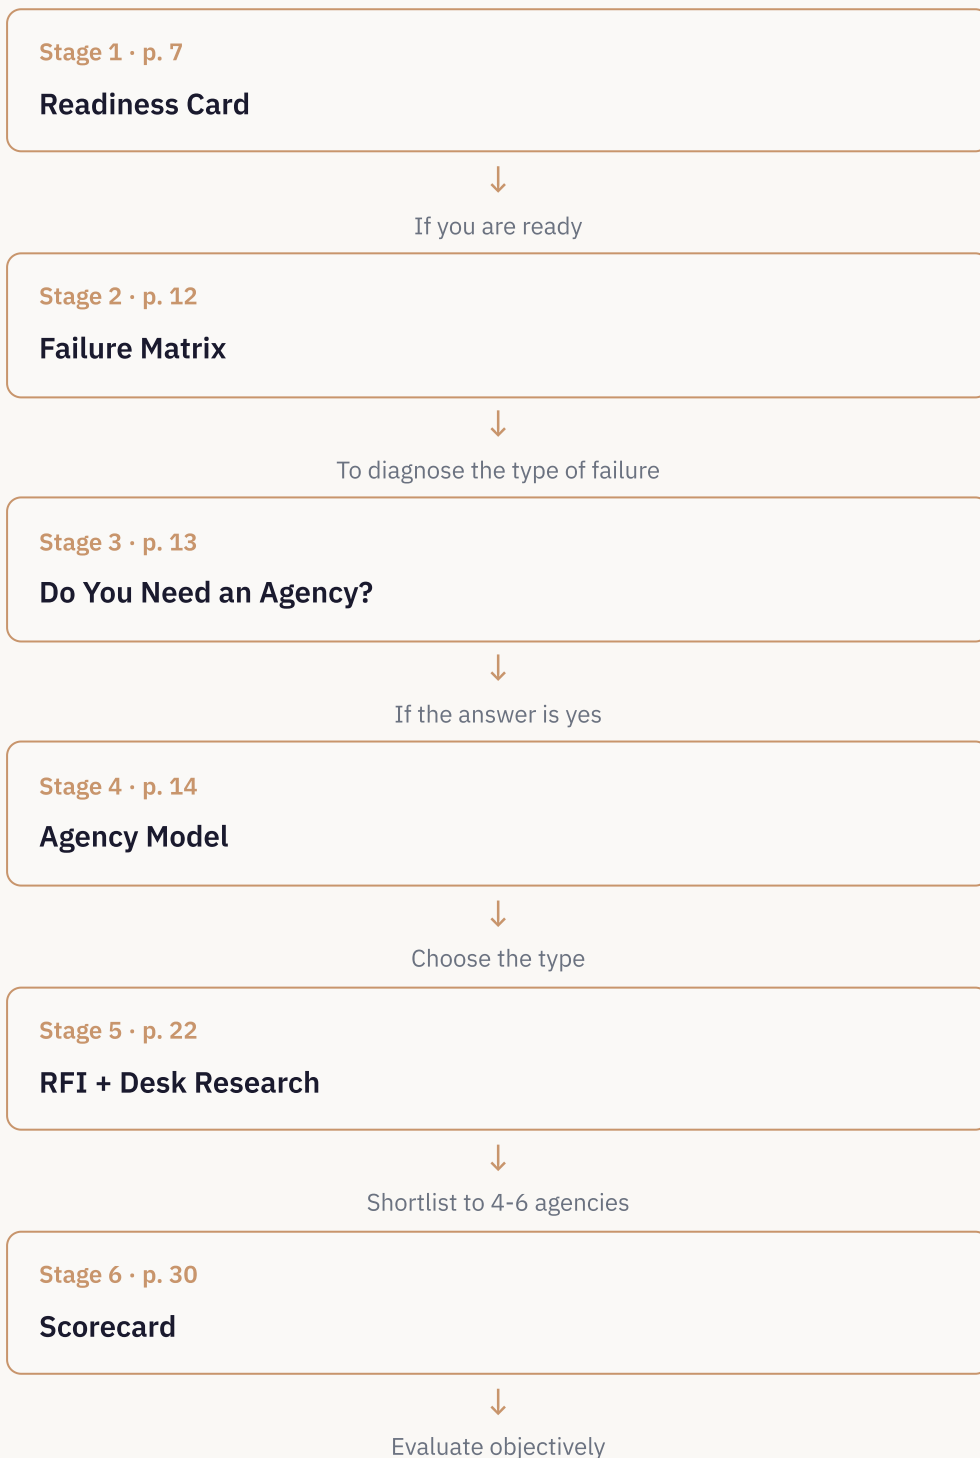 Stage 1 · p. 7
Readiness Card
↓
If you are ready
Stage 2 · p. 12
Failure Matrix
↓
To diagnose the type of failure
Stage 3 · p. 13
Do You Need an Agency?
↓
If the answer is yes
Stage 4 · p. 14
Agency Model
↓
Choose the type
Stage 5 · p. 22
RFI + Desk Research
↓
Shortlist to 4-6 agencies
Stage 6 · p. 30
Scorecard
↓
Evaluate objectively